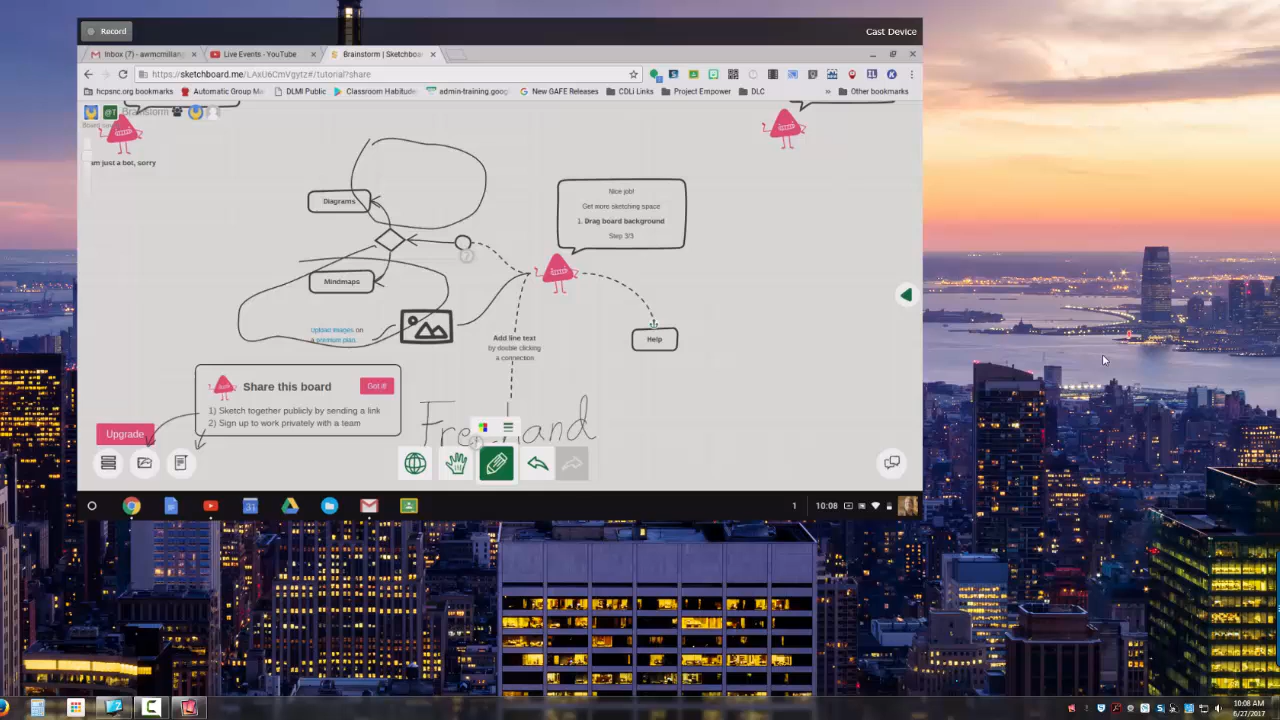 Record
Cast Device
Inbox (7) - awmcmillan
Live Events - YouTube
Brainstorm | Sketchboa
https://sketchboard.me/LAxU6CmVgytz#/tutorial?share
hcpsnc.org bookmarks
Automatic Group Ma
DLMI Public
Classroom Habitude
admin-training.goog
New GAFE Releases
CDLI Links
Project Empower
DLC
»
Other bookmarks
Brainstorm
am just a bot, sorry
Diagrams
Nice job!
Get more sketching space
1. Drag board background
Step 3/3
Mindmaps
Upload images on
a premium plan.
Add line text
by double clicking
a connection
Help
Share this board
Got it!
1) Sketch together publicly by sending a link
2) Sign up to work privately with a team
Upgrade
1
10:08
10:08 AM
6/27/2017